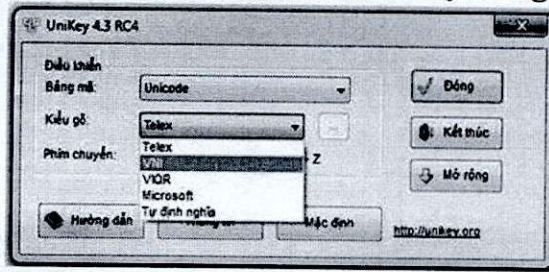 UniKey 4.3 RC4
Điều khiển
Bảng mã: Unicode
Đóng
Kiểu gõ: Telex
Kết thúc
Telex
Phím chuyển: Z
VNI
VIQR
Mở rộng
Microsoft
Tự định nghĩa
Hướng dẫn
Mặc định
http://unikey.org